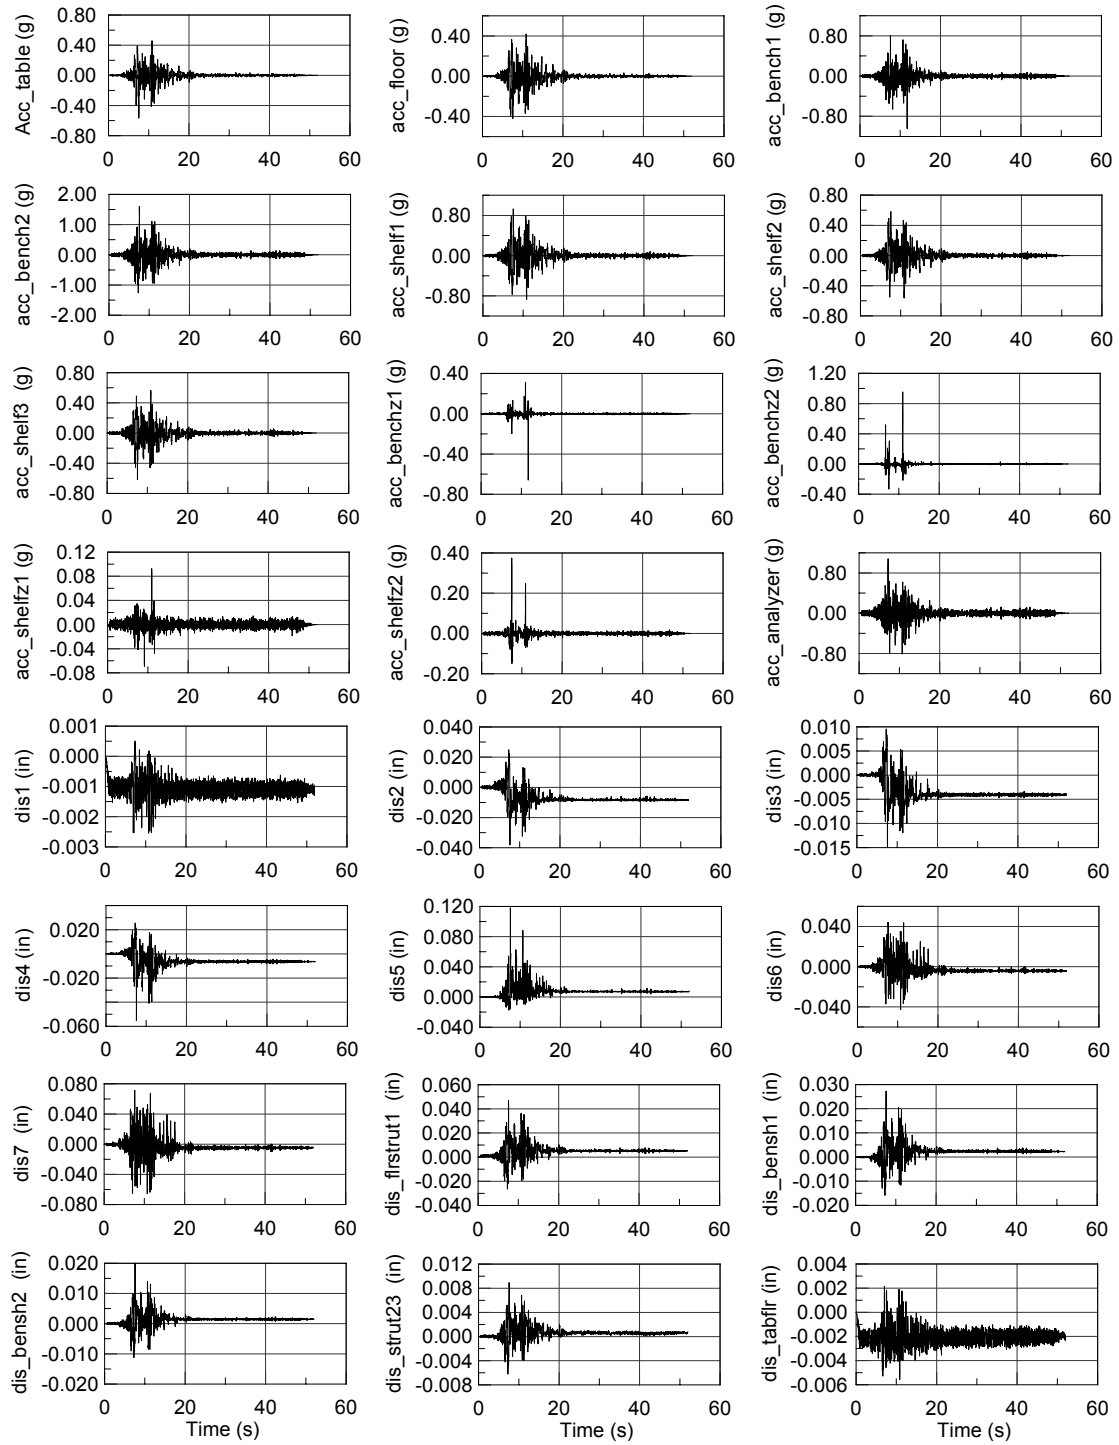 Acc_table (g)
0.80
0.40
0.00
-0.40
-0.80
0 20 40 60
acc_floor (g)
0.40
0.00
-0.40
0 20 40 60
acc_bench1 (g)
0.80
0.00
-0.80
0 20 40 60
acc_bench2 (g)
2.00
1.00
0.00
-1.00
-2.00
0 20 40 60
acc_shelf1 (g)
0.80
0.00
-0.80
0 20 40 60
acc_shelf2 (g)
0.80
0.40
0.00
-0.40
-0.80
0 20 40 60
acc_shelf3 (g)
0.80
0.40
0.00
-0.40
-0.80
0 20 40 60
acc_benchz1 (g)
0.40
0.00
-0.40
-0.80
0 20 40 60
acc_benchz2 (g)
1.20
0.80
0.40
0.00
-0.40
0 20 40 60
acc_shelfz1 (g)
0.12
0.08
0.04
0.00
-0.04
-0.08
0 20 40 60
acc_shelfz2 (g)
0.40
0.20
0.00
-0.20
0 20 40 60
acc_analyzer (g)
0.80
0.00
-0.80
0 20 40 60
dis1 (in)
0.001
0.000
-0.001
-0.002
-0.003
0 20 40 60
dis2 (in)
0.040
0.020
0.000
-0.020
-0.040
0 20 40 60
dis3 (in)
0.010
0.005
0.000
-0.005
-0.010
-0.015
0 20 40 60
dis4 (in)
0.020
-0.020
-0.060
0 20 40 60
dis5 (in)
0.120
0.080
0.040
0.000
-0.040
0 20 40 60
dis6 (in)
0.040
0.000
-0.040
0 20 40 60
dis7 (in)
0.080
0.040
0.000
-0.040
-0.080
0 20 40 60
dis_flrstrut1 (in)
0.060
0.040
0.020
0.000
-0.020
-0.040
0 20 40 60
dis_bensh1 (in)
0.030
0.020
0.010
0.000
-0.010
-0.020
0 20 40 60
dis_bensh2 (in)
0.020
0.010
0.000
-0.010
-0.020
0 20 40 60
Time (s)
dis_strut23 (in)
0.012
0.008
0.004
0.000
-0.004
-0.008
0 20 40 60
Time (s)
dis_tabflr (in)
0.004
0.002
0.000
-0.002
-0.004
-0.006
0 20 40 60
Time (s)